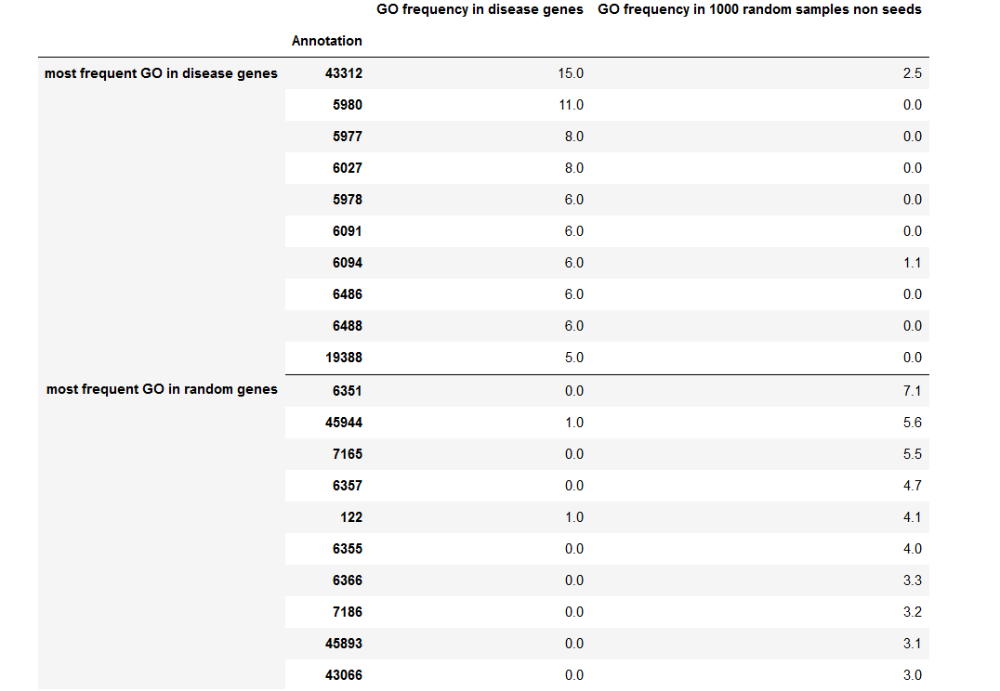 GO frequency in disease genes GO frequency in 1000 random samples non seeds
Annotation
most frequent GO in disease genes 43312 15.0 2.5
5980 11.0 0.0
5977 8.0 0.0
6027 8.0 0.0
5978 6.0 0.0
6091 6.0 0.0
6094 6.0 1.1
6486 6.0 0.0
6488 6.0 0.0
19388 5.0 0.0
most frequent GO in random genes 6351 0.0 7.1
45944 1.0 5.6
7165 0.0 5.5
6357 0.0 4.7
122 1.0 4.1
6355 0.0 4.0
6366 0.0 3.3
7186 0.0 3.2
45893 0.0 3.1
43066 0.0 3.0